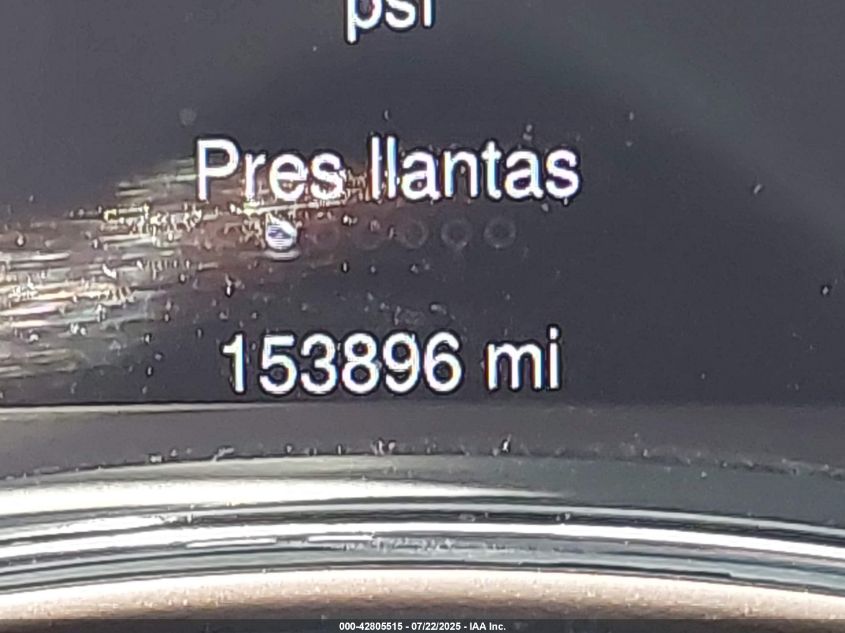 psi
Pres llantas
153896 mi
000-42805515 - 07/22/2025 - IAA Inc.